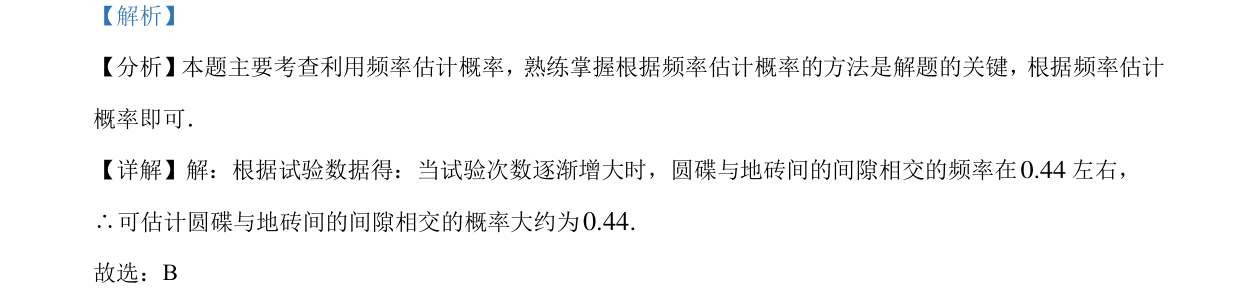 【解析】
【分析】本题主要考查利用频率估计概率，熟练掌握根据频率估计概率的方法是解题的关键，根据频率估计
概率即可．
【详解】解：根据试验数据得：当试验次数逐渐增大时，圆碟与地砖间的间隙相交的频率在0.44 左右，
∴可估计圆碟与地砖间的间隙相交的概率大约为0.44.
故选：B